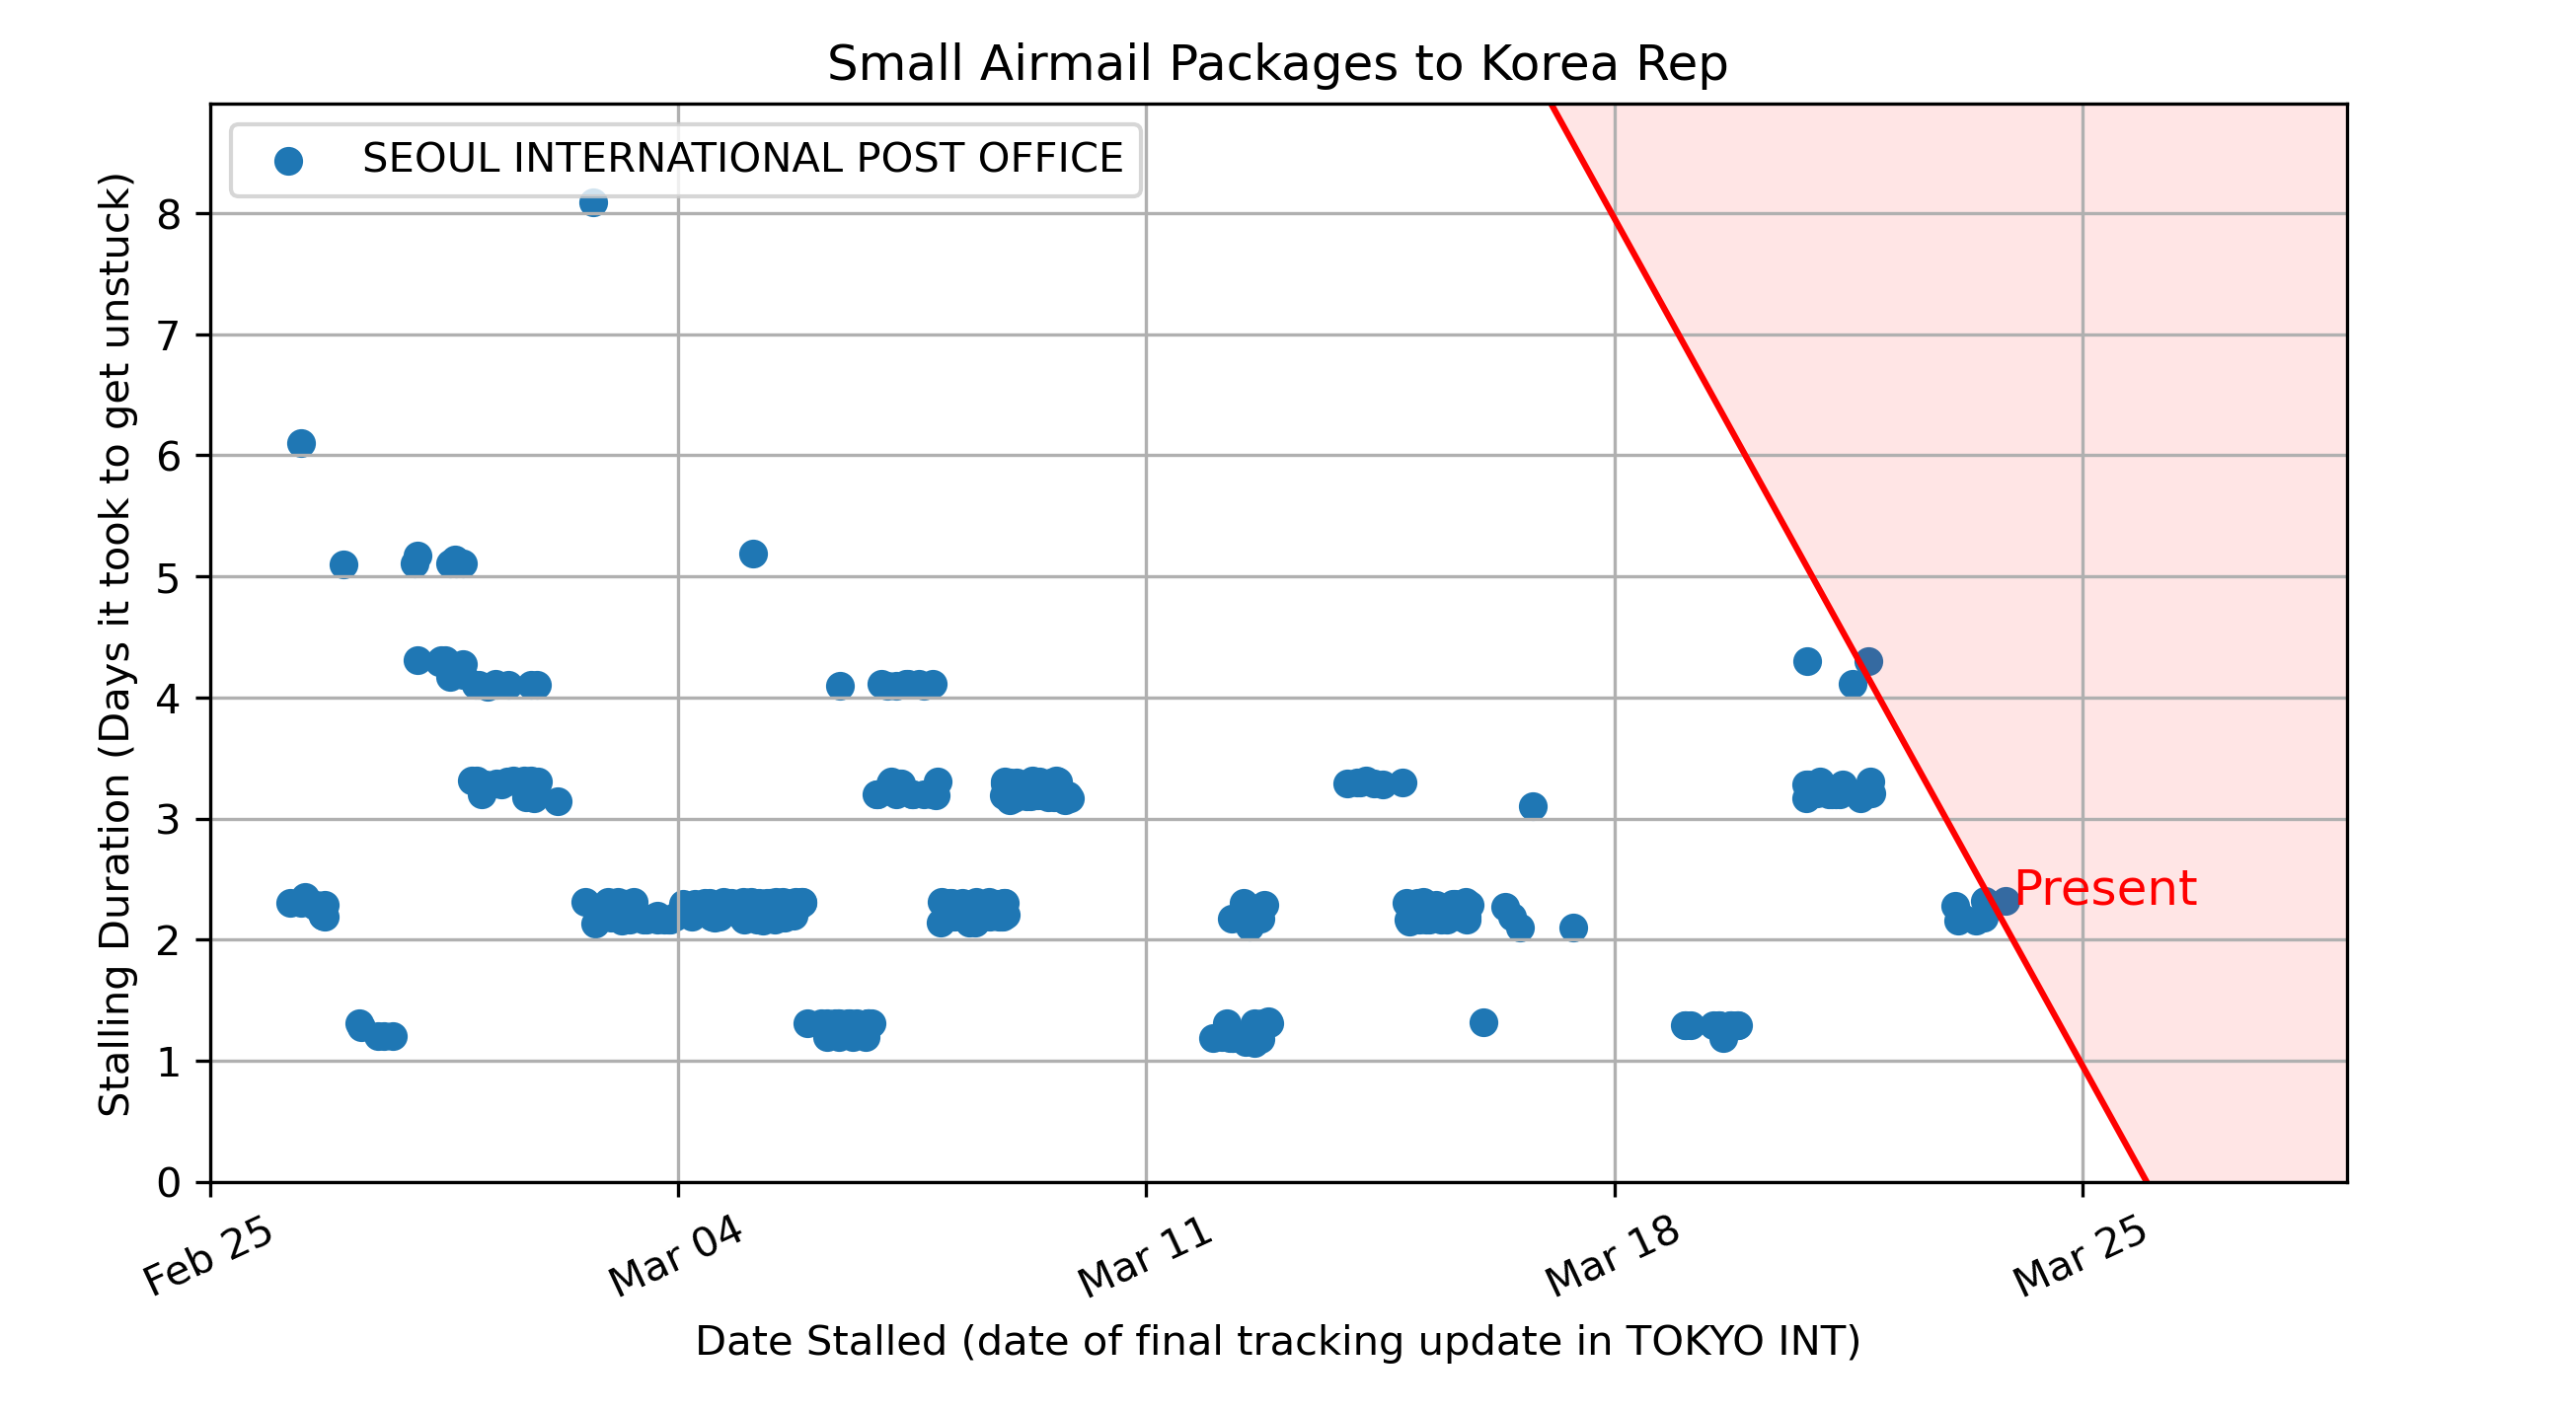 Small Airmail Packages to Korea Rep
SEOUL INTERNATIONAL POST OFFICE
Stalling Duration (Days it took to get unstuck)
8
7
6
5
4
3
2
1
0
Present
Feb 25
Mar 04
Mar 11
Mar 18
Mar 25
Date Stalled (date of final tracking update in TOKYO INT)